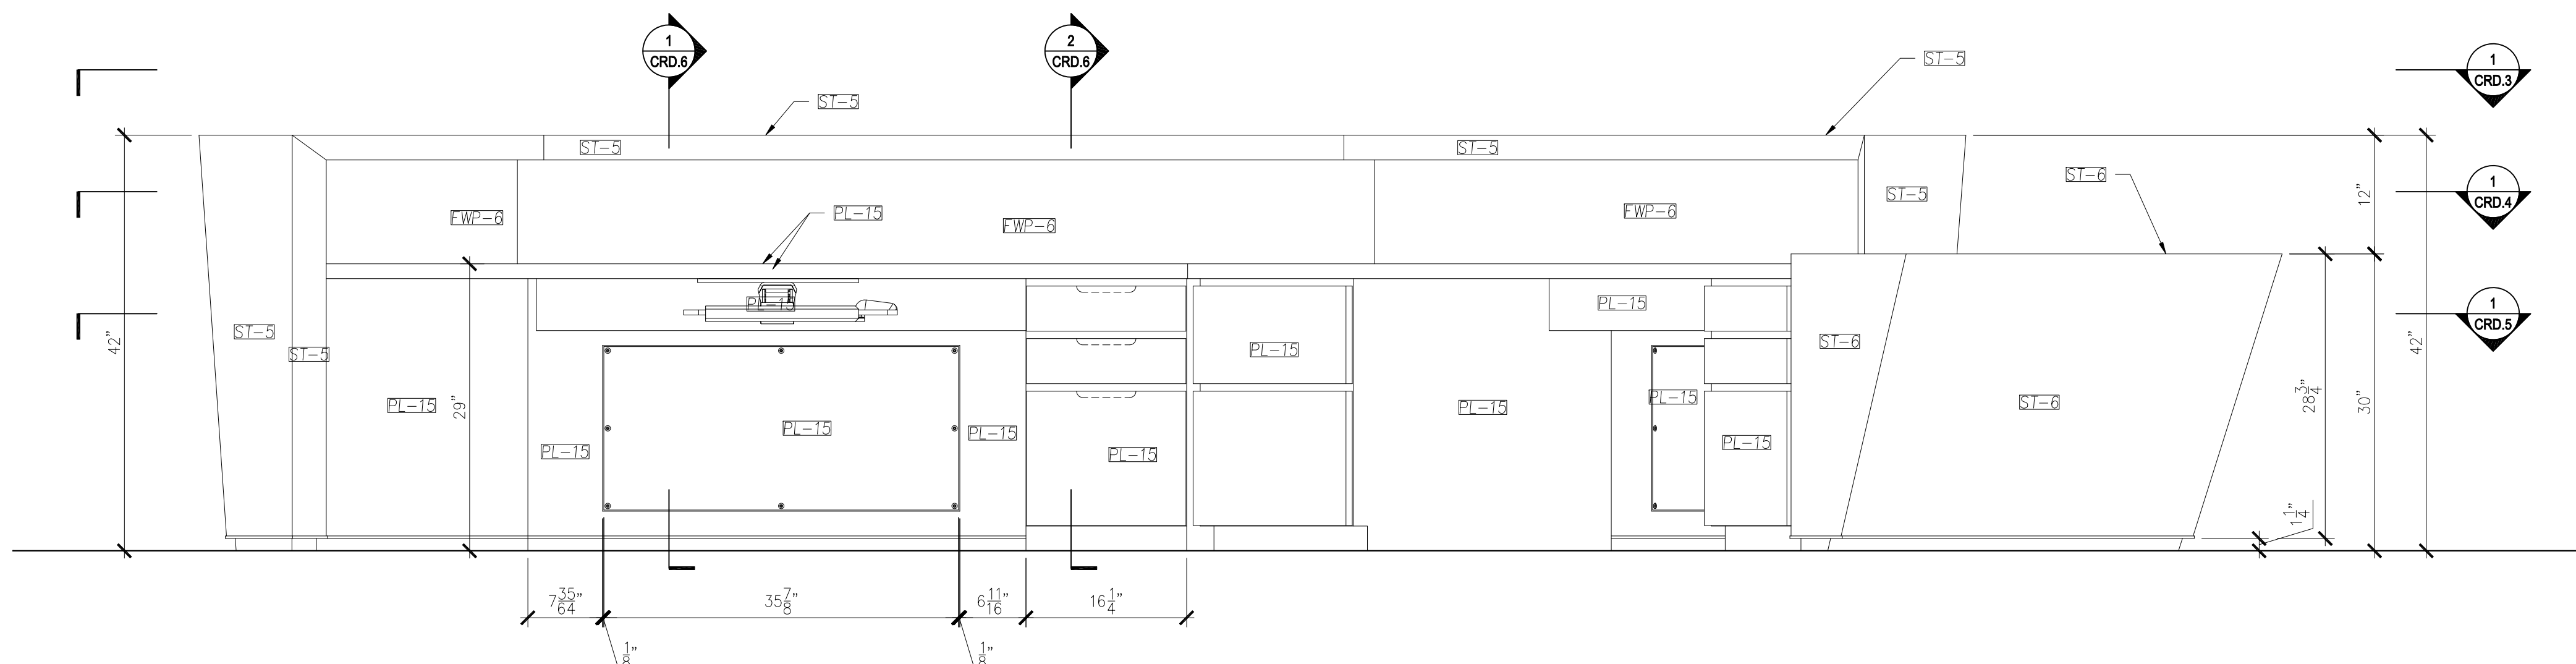 1
CRD.6
2
CRD.6
1
CRD.3
ST-5
ST-5
ST-5
ST-5
ST-6
12"
1
CRD.4
ST-5
FWP-6
PL-15
FWP-6
FWP-6
PL-15
PL-15
1
CRD.5
42"
ST-5
ST-5
PL-15
ST-6
42"
PL-15
29"
PL-15
PL-15
ST-6
28 3/4"
30"
PL-15
PL-15
PL-15
PL-15
PL-15
PL-15
1 1/4"
7 35/64"
35 7/8"
6 11/16"
16 1/4"
1/8"
1/8"